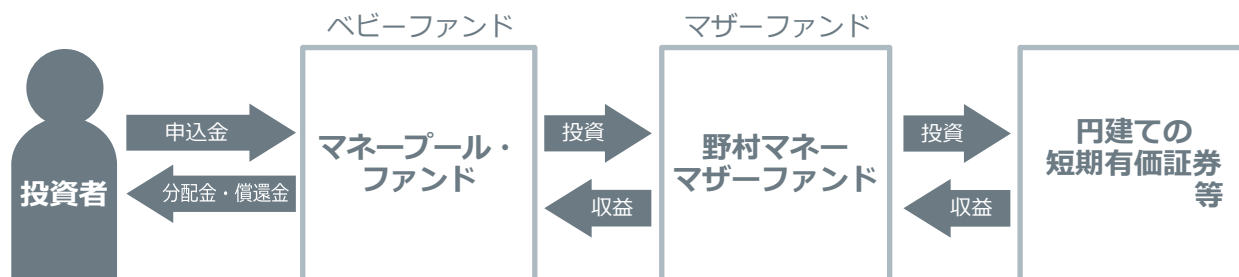 ベビーファンド
マザーファンド
投資者
申込金
分配金・償還金
マネープール・
ファンド
投資
収益
野村マネー
マザーファンド
投資
収益
円建ての
短期有価証券
等